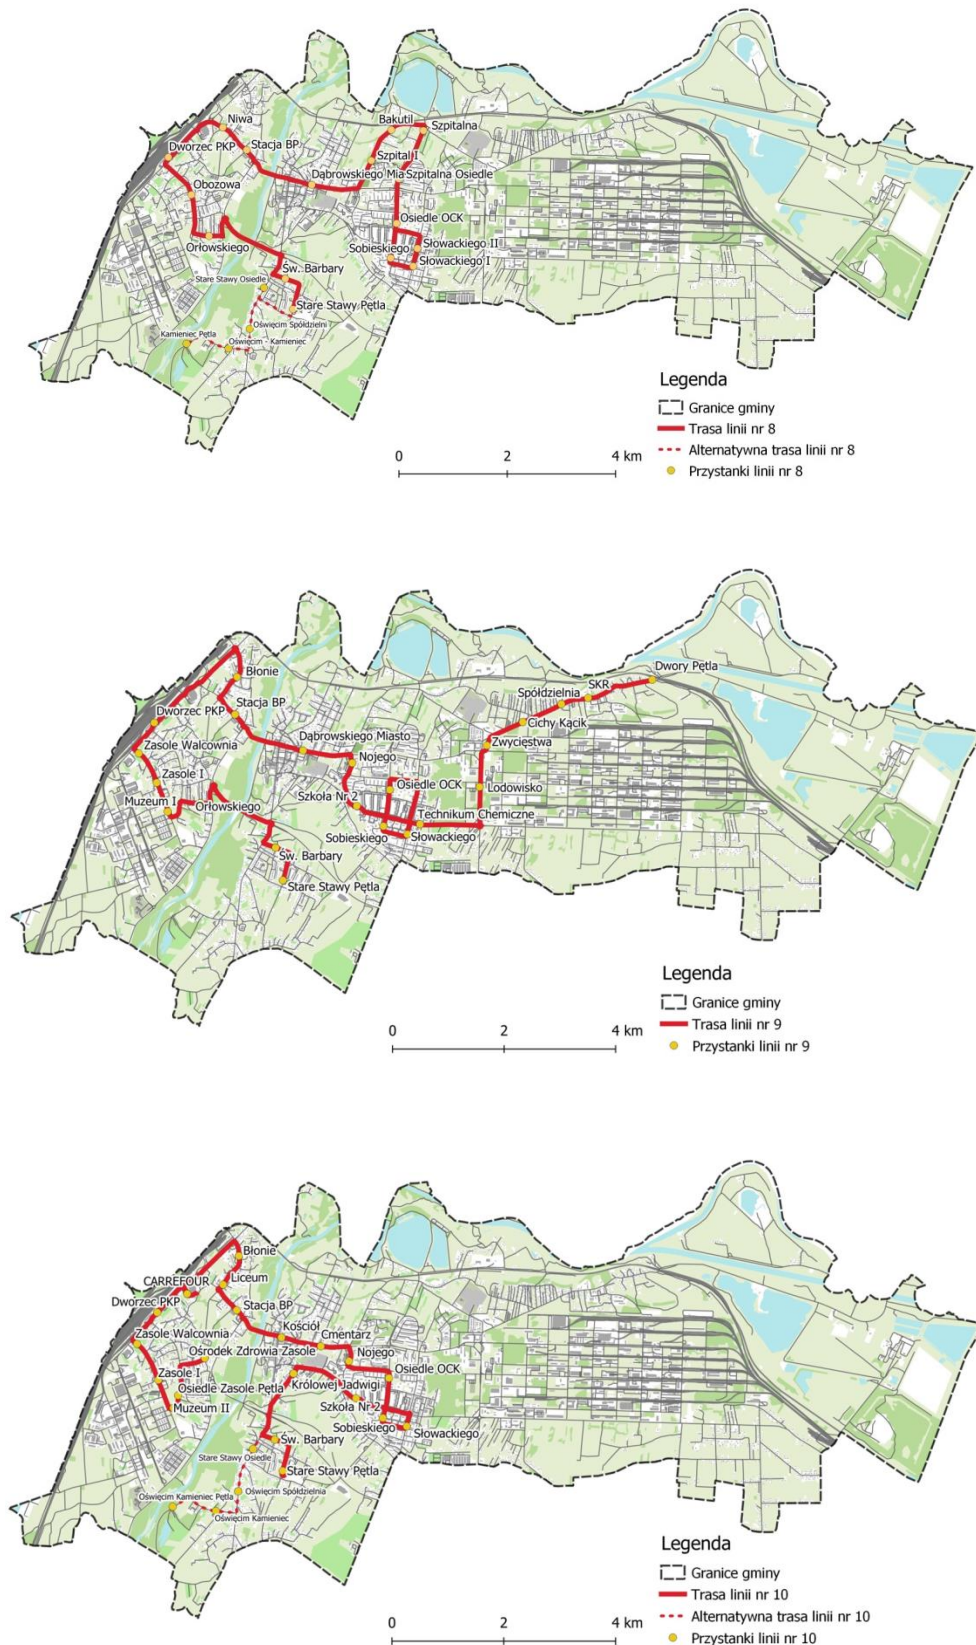 Niwa
Bakutil
Szpitalna
Stacja BP
Dworzec PKP
Szpital I
Dąbrowskiego Mia
Szpitalna Osiedle
Obozowa
Osiedle OCK
Orłowskiego
Sobieskiego
Słowackiego II
Słowackiego I
Św. Barbary
Stare Stawy Osiedle
Stare Stawy Pętla
Oświęcim Spółdzielni
Kamieniec Pętla
Oświęcim - Kamieniec
Legenda
Granice gminy
Trasa linii nr 8
Alternatywna trasa linii nr 8
Przystanki linii nr 8
0 2 4 km
Dwory Pętla
Błonie
SKR
Spółdzielnia
Stacja BP
Dworzec PKP
Cichy Kącik
Dąbrowskiego Miasto
Zwycięstwa
Zasole Walcownia
Nojego
Zasole I
Osiedle OCK
Lodowisko
Muzeum I
Orłowskiego
Szkoła Nr 2
Technikum Chemiczne
Sobieskiego
Słowackiego
Św. Barbary
Stare Stawy Pętla
Legenda
Granice gminy
Trasa linii nr 9
Przystanki linii nr 9
0 2 4 km
Błonie
CARREFOUR
Liceum
Dworzec PKP
Stacja BP
Zasole Walcownia
Kościół
Cmentarz
Ośrodek Zdrowia Zasole
Nojego
Zasole I
Osiedle OCK
Osiedle Zasole Pętla
Królowej Jadwigi
Muzeum II
Szkoła Nr 2
Sobieskiego
Słowackiego
Św. Barbary
Stare Stawy Osiedle
Stare Stawy Pętla
Oświęcim Spółdzielnia
Oświęcim Kamieniec Pętla
Oświęcim Kamieniec
Legenda
Granice gminy
Trasa linii nr 10
Alternatywna trasa linii nr 10
Przystanki linii nr 10
0 2 4 km